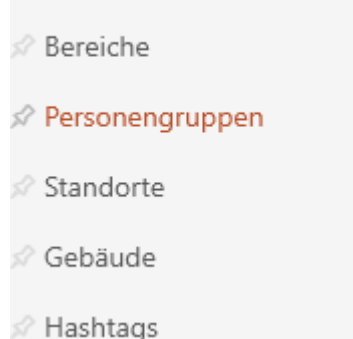 Bereiche
Personengruppen
Standorte
Gebäude
Hashtags